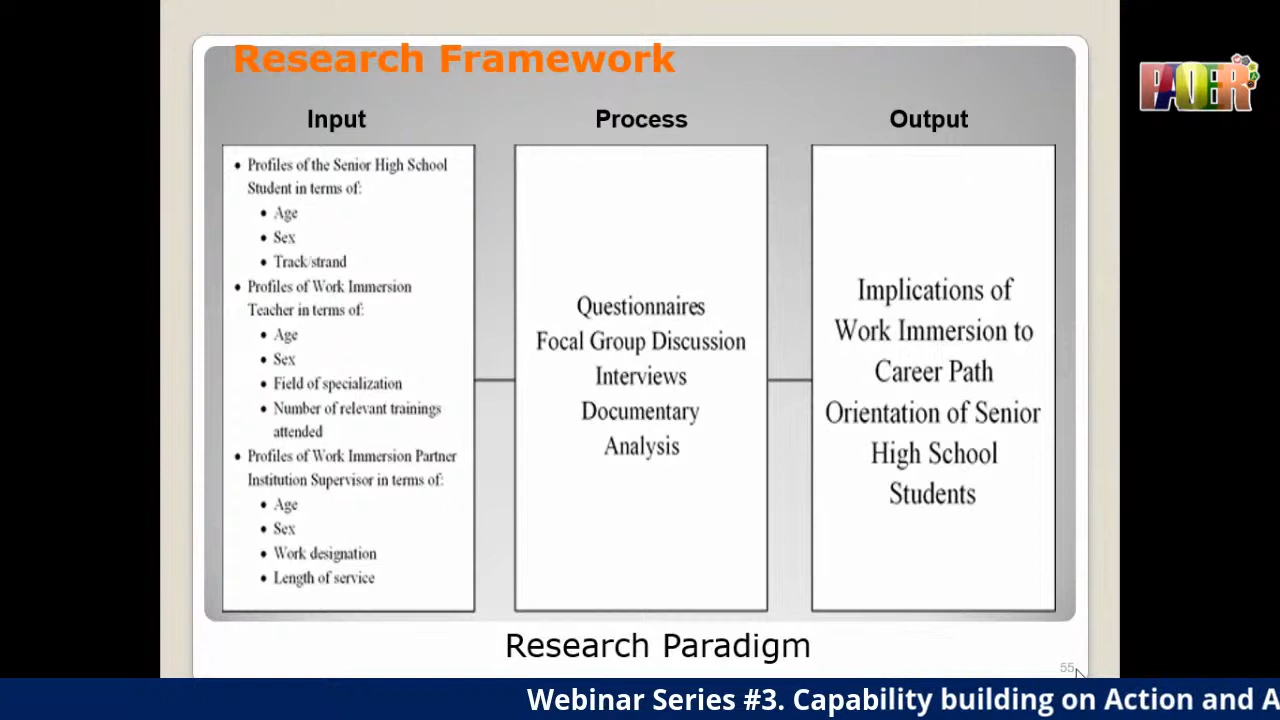 Research Framework
PAOER
Input
Process
Output
• Profiles of the Senior High School
Student in terms of:
• Age
• Sex
• Track/strand
• Profiles of Work Immersion
Teacher in terms of:
• Age
• Sex
• Field of specialization
• Number of relevant trainings
attended
• Profiles of Work Immersion Partner
Institution Supervisor in terms of:
• Age
• Sex
• Work designation
• Length of service
Questionnaires
Focal Group Discussion
Interviews
Documentary
Analysis
Implications of
Work Immersion to
Career Path
Orientation of Senior
High School
Students
Research Paradigm
55
Webinar Series #3. Capability building on Action and A